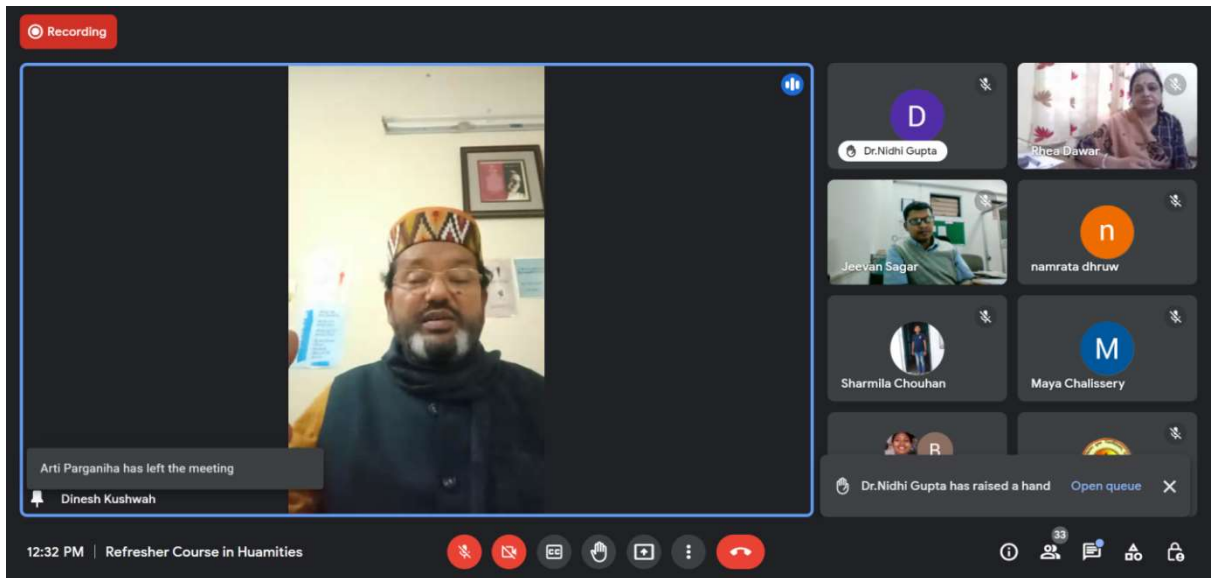 Recording
D
Dr.Nidhi Gupta
Rhea Dawar
Jeevan Sagar
n
namrata dhruw
Sharmila Chouhan
M
Maya Chalissery
B
Arti Parganiha has left the meeting
Dinesh Kushwah
Dr.Nidhi Gupta has raised a hand Open queue
12:32 PM | Refresher Course in Huamities
CC
33